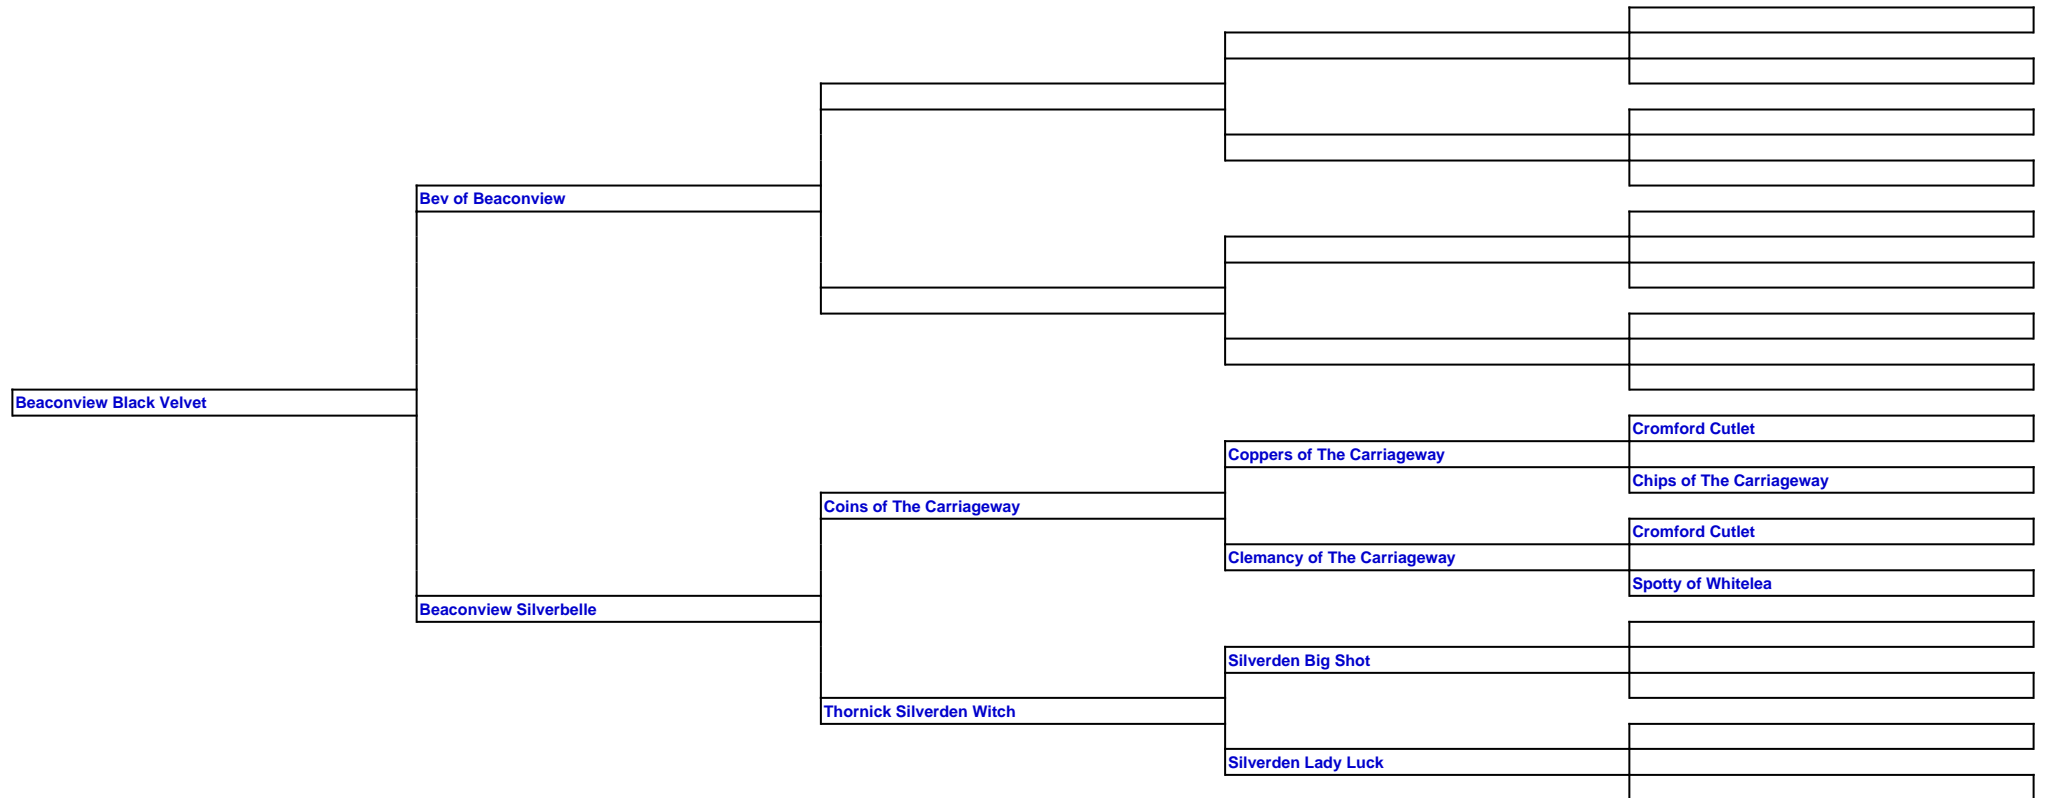 Bev of Beaconview
Beaconview Black Velvet
Cromford Cutlet
Coppers of The Carriageway
Chips of The Carriageway
Coins of The Carriageway
Cromford Cutlet
Clemancy of The Carriageway
Spotty of Whitelea
Beaconview Silverbelle
Silverden Big Shot
Thornick Silverden Witch
Silverden Lady Luck